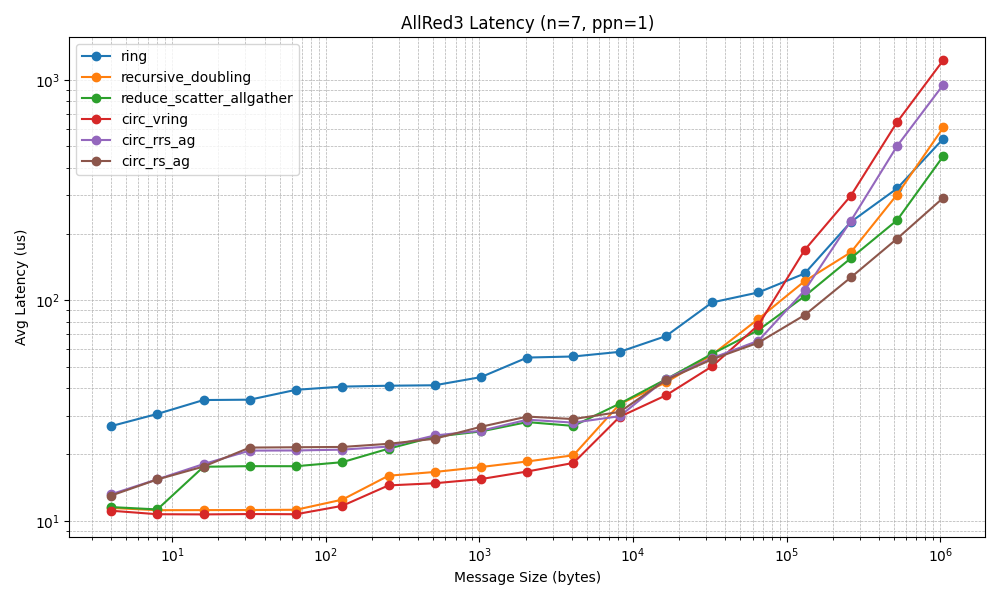 AllRed3 Latency (n=7, ppn=1)
ring
recursive_doubling
reduce_scatter_allgather
circ_vring
circ_rrs_ag
circ_rs_ag
Avg Latency (us)
10³
10²
10¹
10¹ 10² 10³ 10⁴ 10⁵ 10⁶
Message Size (bytes)